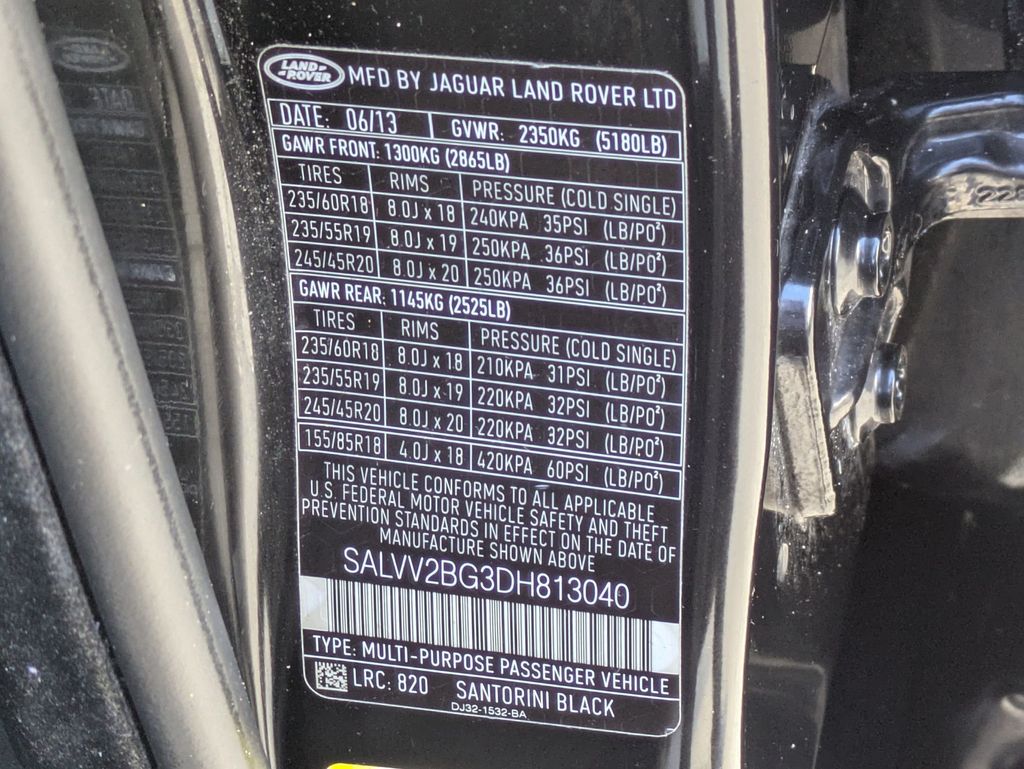 LAND ROVER MFD BY JAGUAR LAND ROVER LTD
DATE: 06/13 GVWR: 2350KG (5180LB)
GAWR FRONT: 1300KG (2865LB)
TIRES RIMS PRESSURE (COLD SINGLE)
235/60R18 8.0J x 18 240KPA 35PSI (LB/PO²)
235/55R19 8.0J x 19 250KPA 36PSI (LB/PO²)
245/45R20 8.0J x 20 250KPA 36PSI (LB/PO²)
GAWR REAR: 1145KG (2525LB)
TIRES RIMS PRESSURE (COLD SINGLE)
235/60R18 8.0J x 18 210KPA 31PSI (LB/PO²)
235/55R19 8.0J x 19 220KPA 32PSI (LB/PO²)
245/45R20 8.0J x 20 220KPA 32PSI (LB/PO²)
155/85R18 4.0J x 18 420KPA 60PSI (LB/PO²)
THIS VEHICLE CONFORMS TO ALL APPLICABLE
U.S. FEDERAL MOTOR VEHICLE SAFETY AND THEFT
PREVENTION STANDARDS IN EFFECT ON THE DATE OF
MANUFACTURE SHOWN ABOVE
SALVV2BG3DH813040
TYPE: MULTI-PURPOSE PASSENGER VEHICLE
LRC: 820 SANTORINI BLACK
DJ32-1532-BA